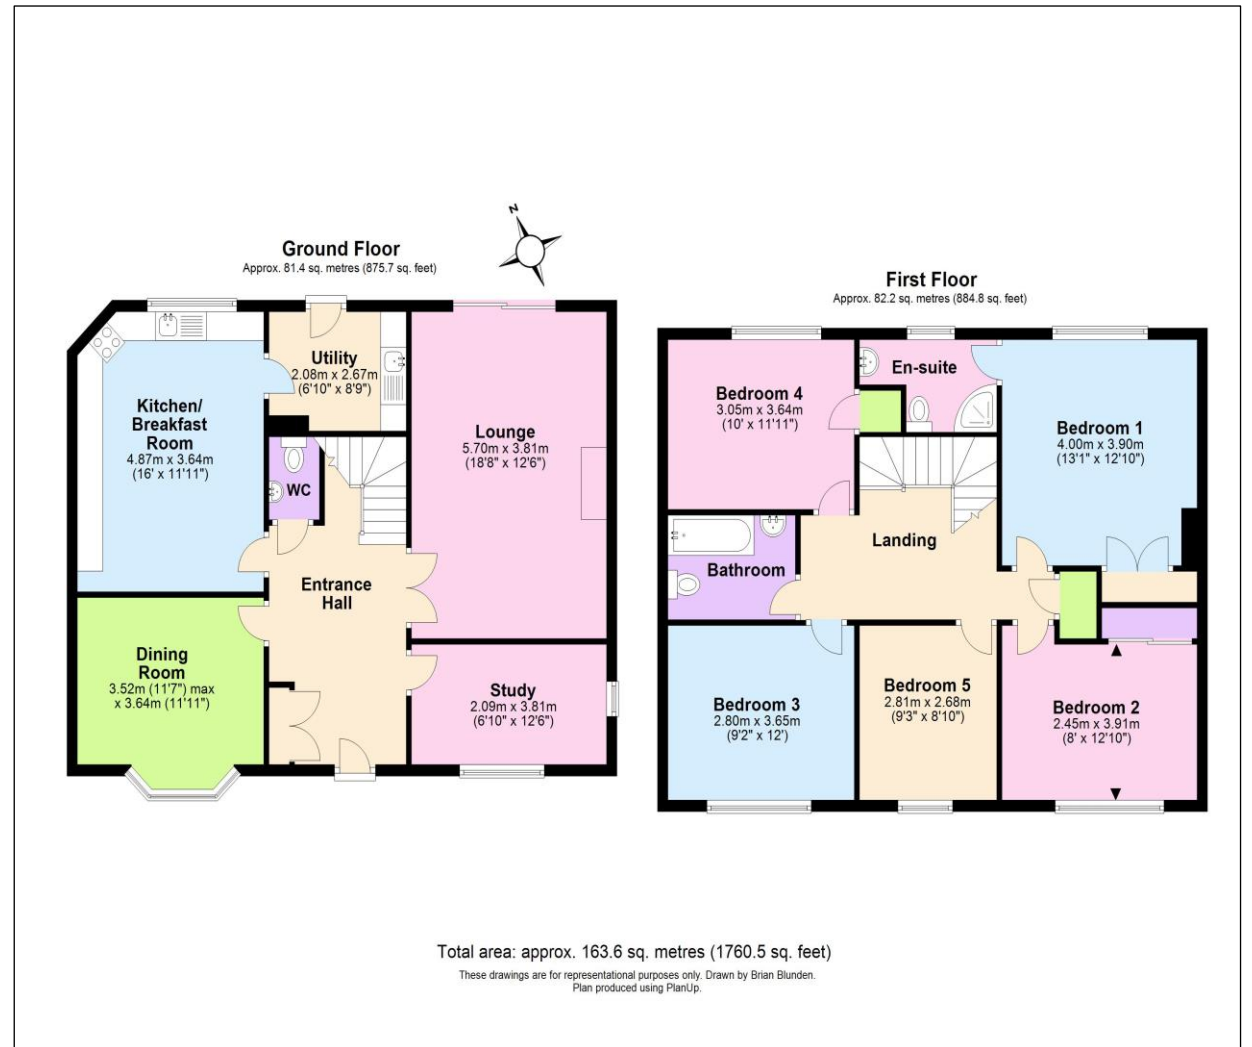 N
Ground Floor
Approx. 81.4 sq. metres (875.7 sq. feet)
Kitchen/
Breakfast
Room
4.87m x 3.64m
(16' x 11'11")
Utility
2.08m x 2.67m
(6'10" x 8'9")
Lounge
5.70m x 3.81m
(18'8" x 12'6")
WC
Entrance
Hall
Dining
Room
3.52m (11'7") max
x 3.64m (11'11")
Study
2.09m x 3.81m
(6'10" x 12'6")
First Floor
Approx. 82.2 sq. metres (884.8 sq. feet)
Bedroom 4
3.05m x 3.64m
(10' x 11'11")
En-suite
Bedroom 1
4.00m x 3.90m
(13'1" x 12'10")
Landing
Bathroom
Bedroom 3
2.80m x 3.65m
(9'2" x 12')
Bedroom 5
2.81m x 2.68m
(9'3" x 8'10")
Bedroom 2
2.45m x 3.91m
(8' x 12'10")
Total area: approx. 163.6 sq. metres (1760.5 sq. feet)
These drawings are for representational purposes only. Drawn by Brian Blunden.
Plan produced using PlanUp.